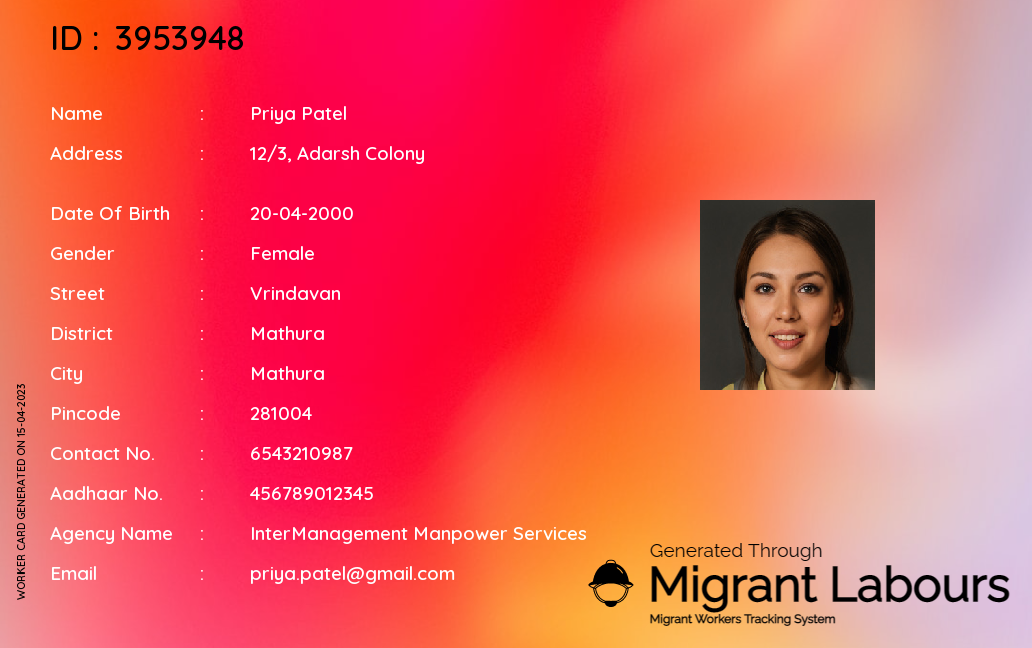 ID : 3953948
Name : Priya Patel
Address : 12/3, Adarsh Colony
Date Of Birth : 20-04-2000
Gender : Female
Street : Vrindavan
District : Mathura
City : Mathura
Pincode : 281004
Contact No. : 6543210987
Aadhaar No. : 456789012345
Agency Name : InterManagement Manpower Services
Email : priya.patel@gmail.com
WORKER CARD GENERATED ON 15-04-2023
Generated Through
Migrant Labours
Migrant Workers Tracking System